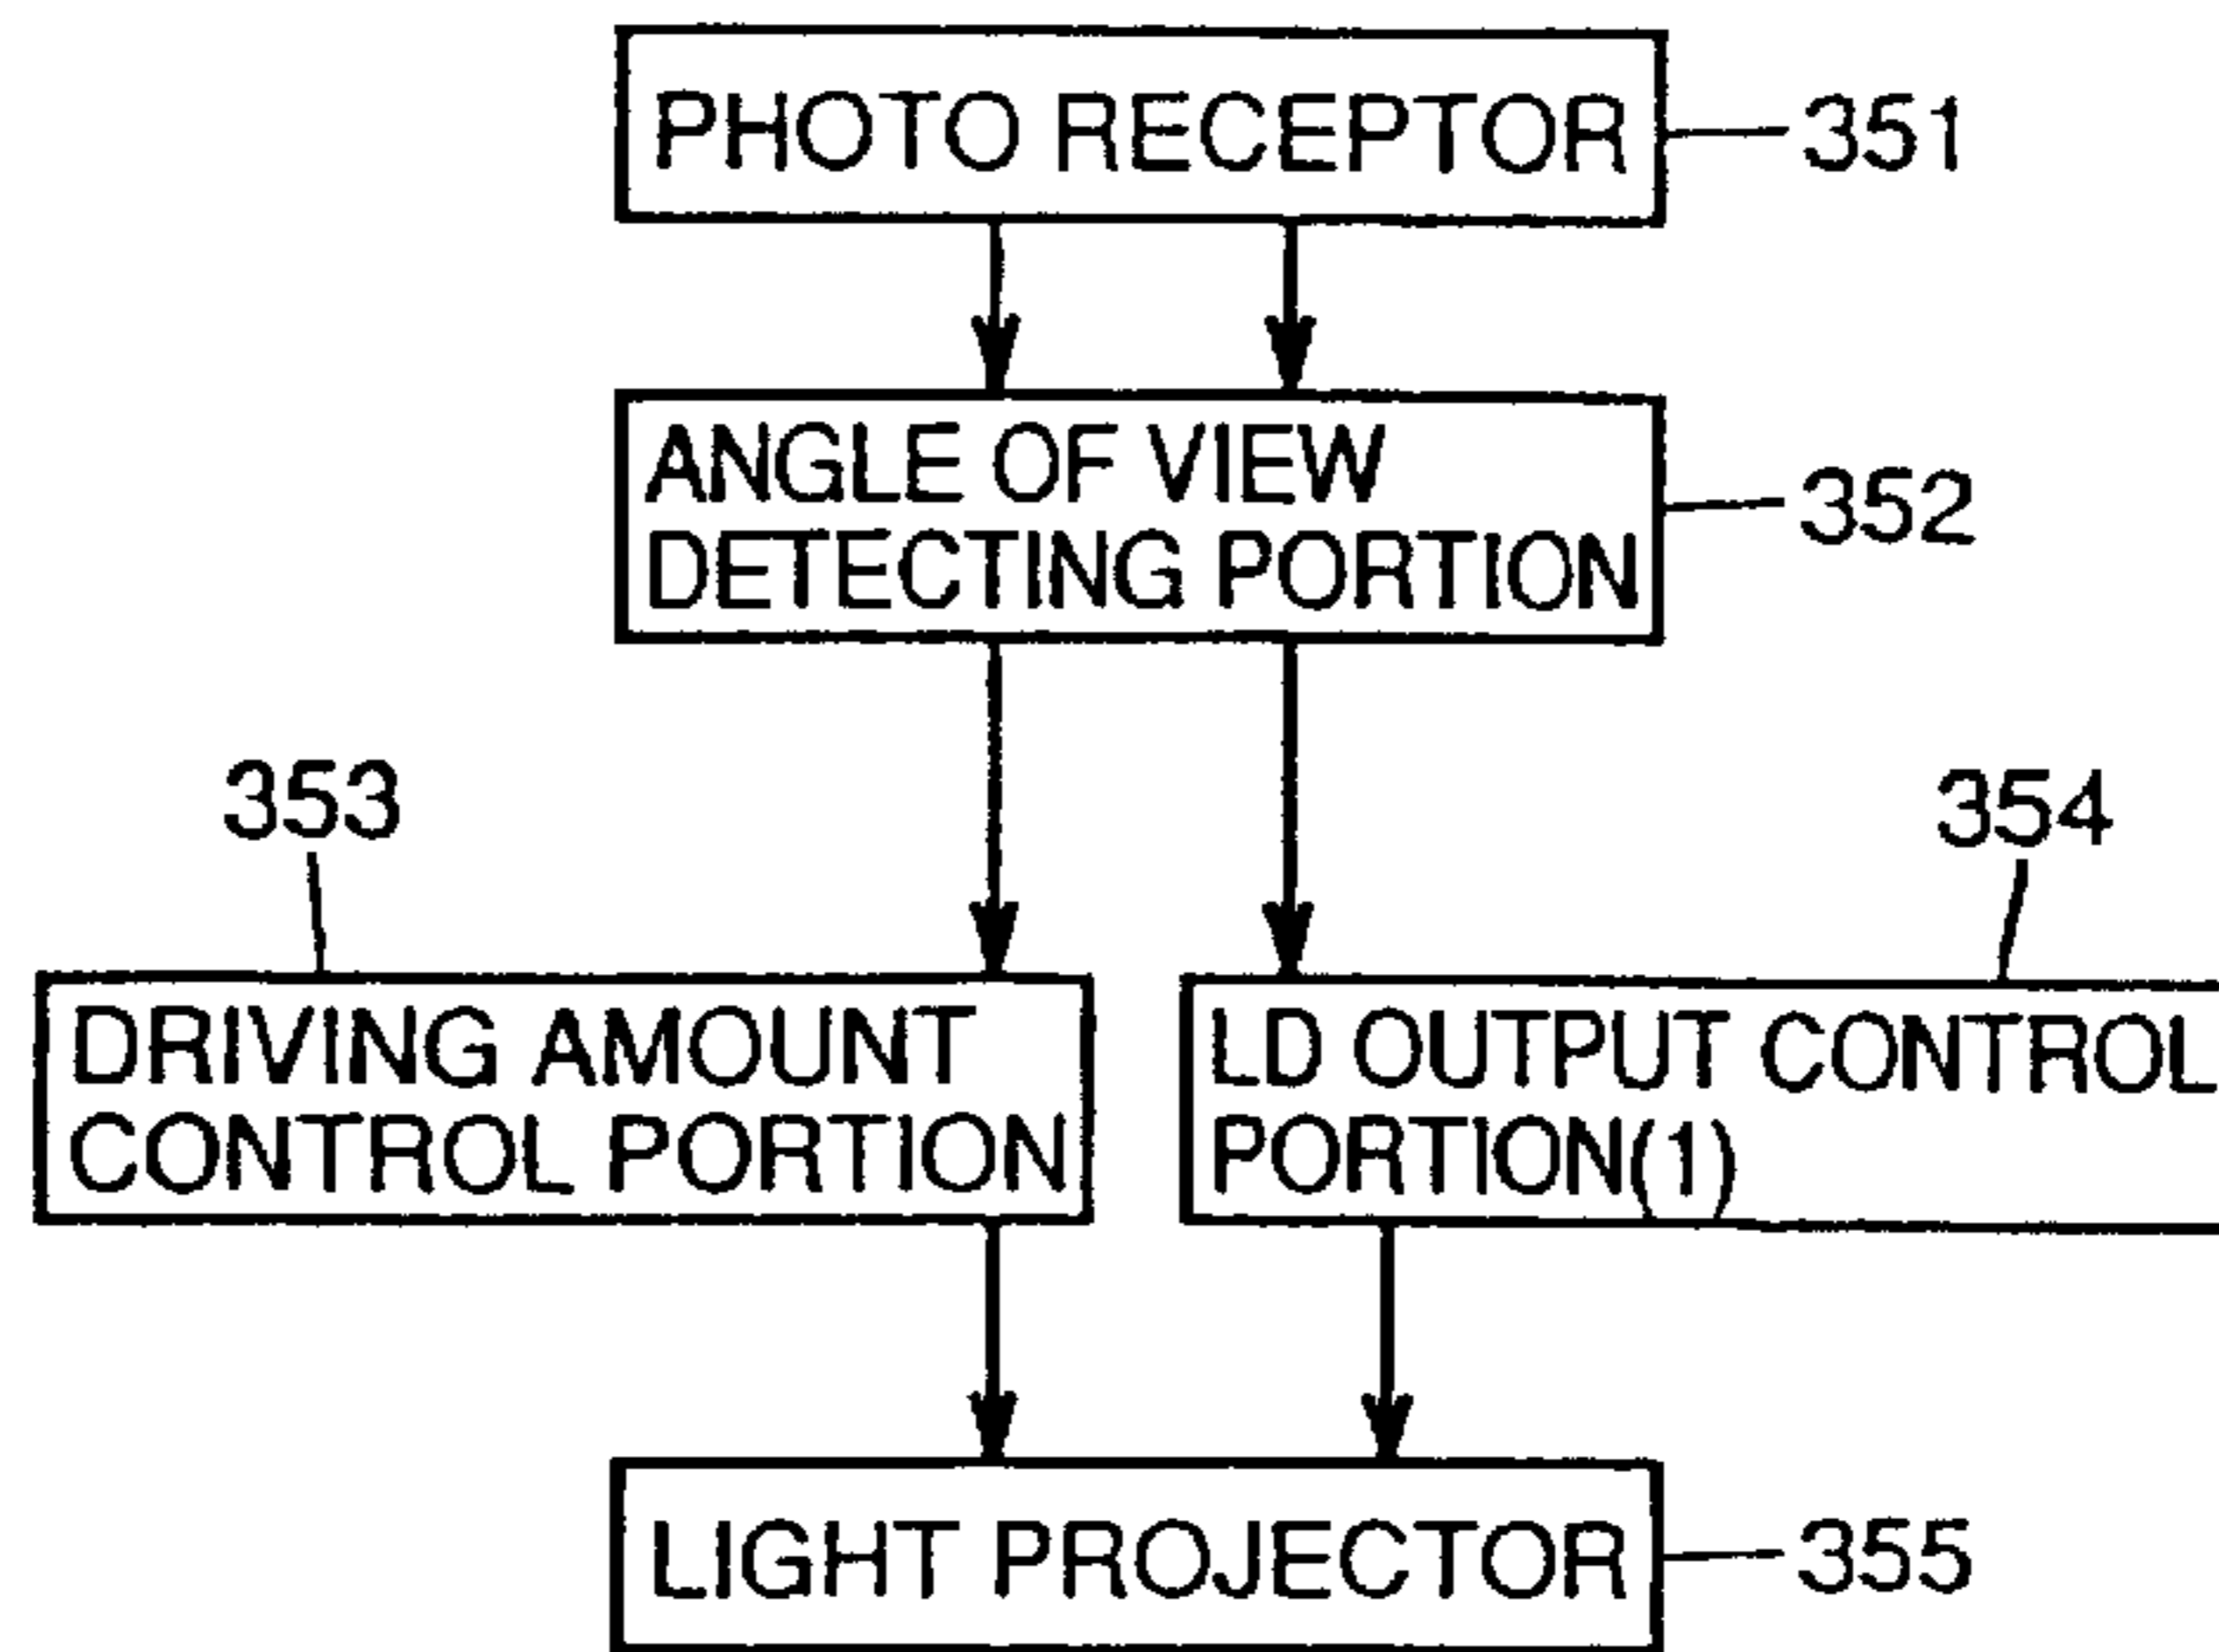 PHOTO RECEPTOR
351
ANGLE OF VIEW
DETECTING PORTION
352
353
354
DRIVING AMOUNT
CONTROL PORTION
LD OUTPUT CONTROL
PORTION(1)
LIGHT PROJECTOR
355